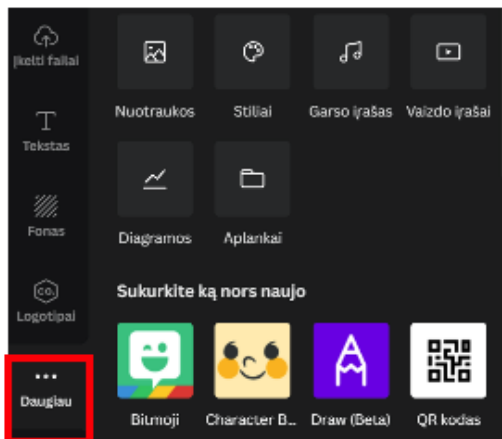 Įkelti failai
Tekstas
Fonas
CO.
Logotipai
Daugiau
Nuotraukos Stiliai Garso įrašas Vaizdo įrašai
Diagramos Aplankai
Sukurkite ką nors naujo
Bitmoji Character B... Draw (Beta) QR kodas